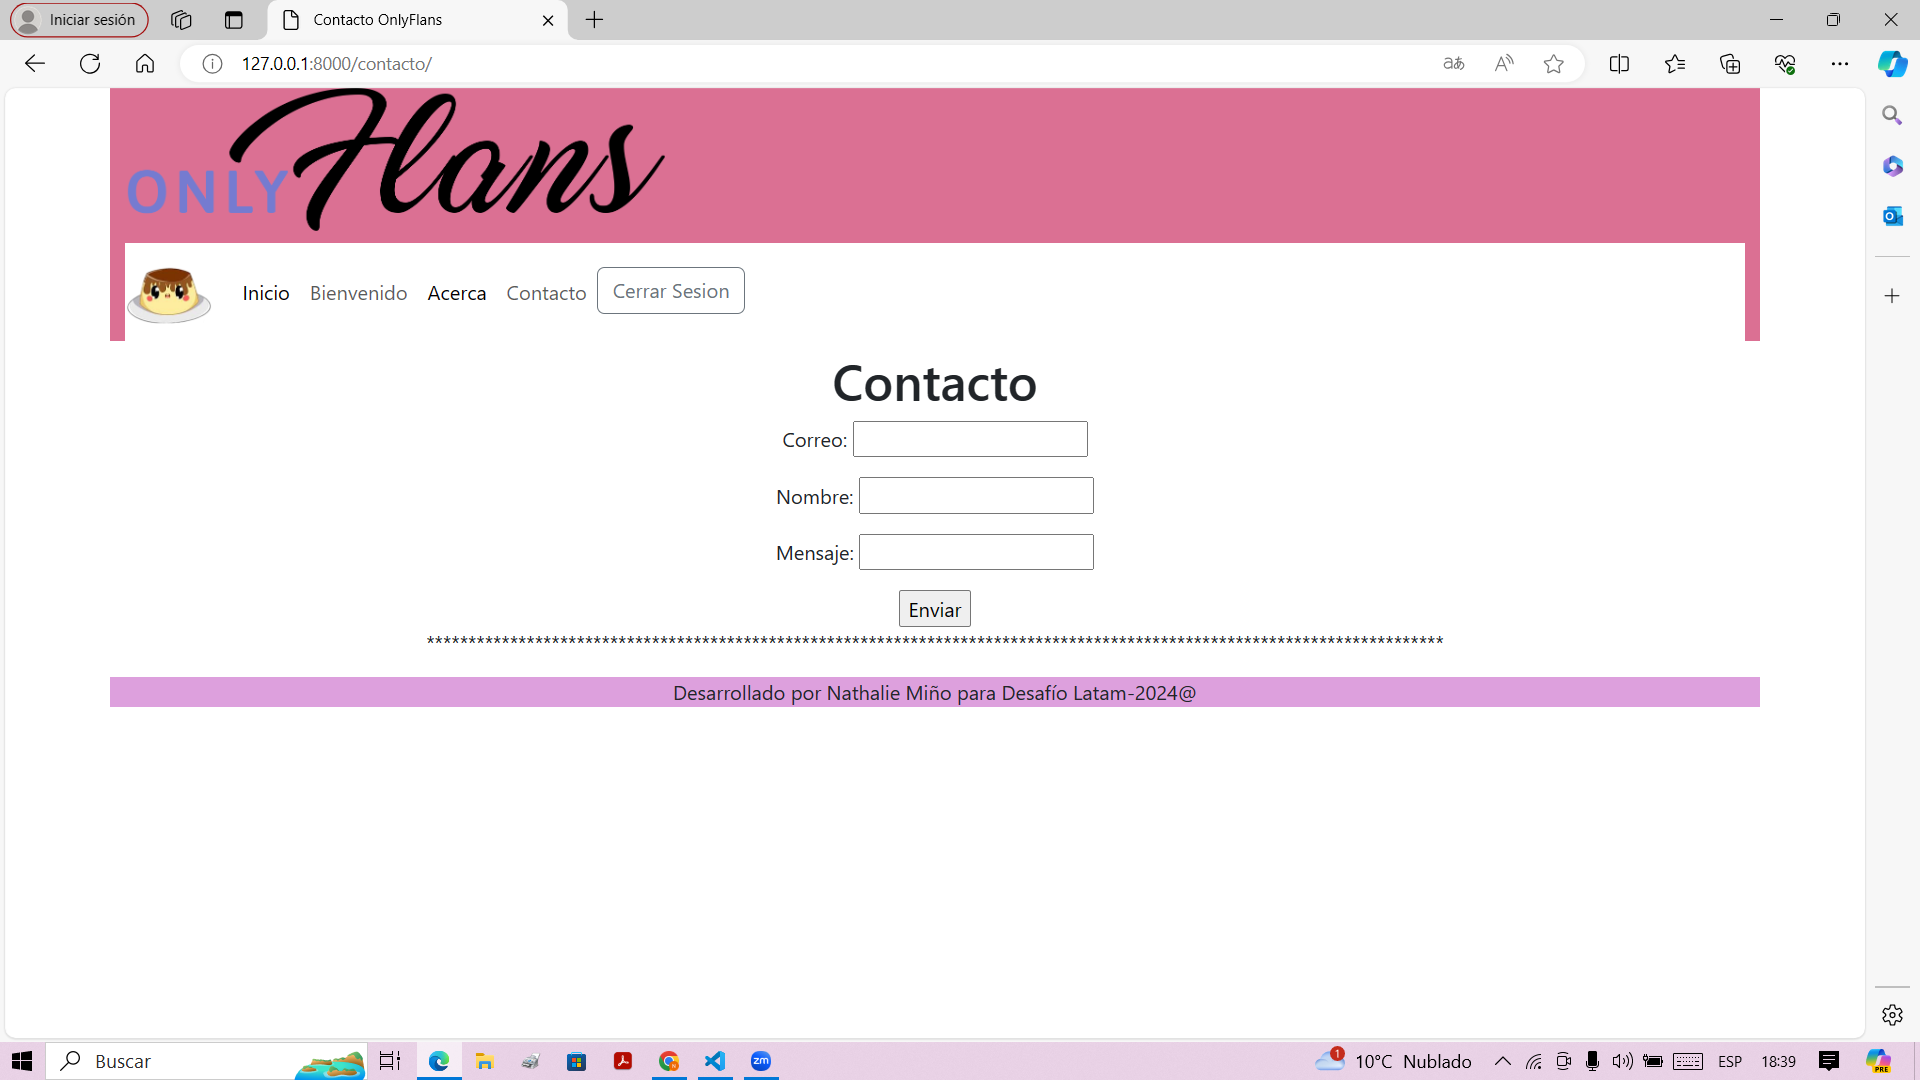 Iniciar sesión
Contacto OnlyFlans
127.0.0.1:8000/contacto/
ONLY Flans
Inicio Bienvenido Acerca Contacto Cerrar Sesion
Contacto
Correo:
Nombre:
Mensaje:
Enviar
**************************************************************************************************************************
Desarrollado por Nathalie Miño para Desafío Latam-2024@
Buscar
zm
1
10°C Nublado
ESP
18:39
PRE